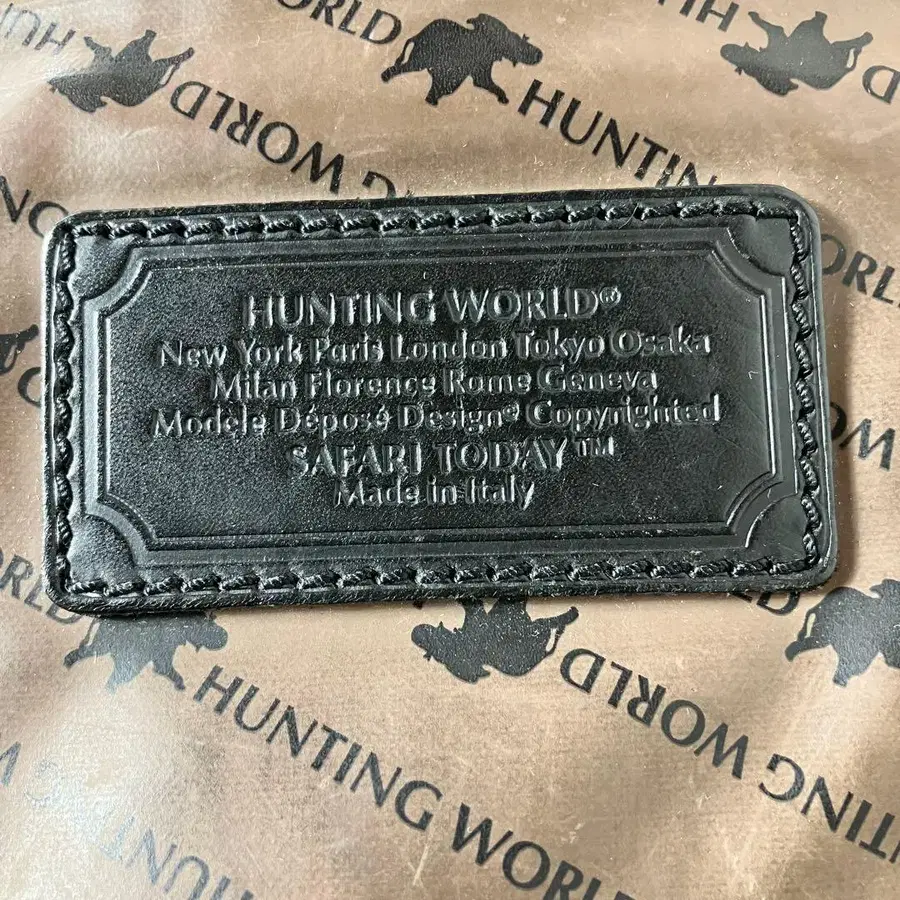 HUNTING WORLD
HUNTING WORLD
HUNTING WORLD®
New York Paris London Tokyo Osaka
Milan Florence Rome Geneva
Modèle Déposé Design® Copyrighted
SAFARI TODAY™
Made in Italy
HUNTING WORLD
HUNTING WORLD